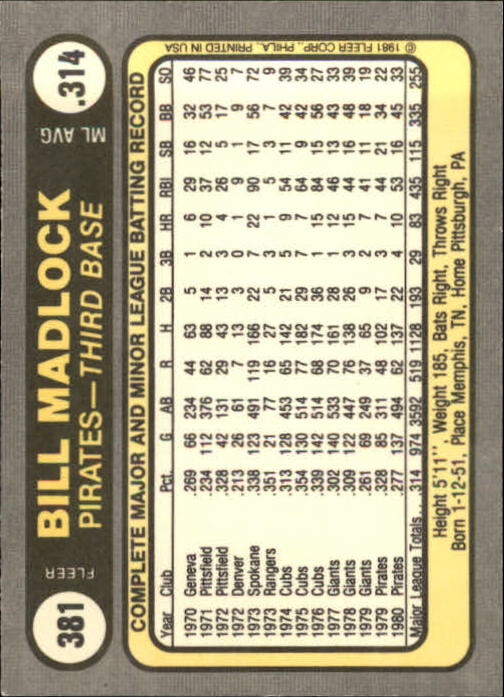 381
FLEER
BILL MADLOCK
PIRATES—THIRD BASE
ML AVG
.314
COMPLETE MAJOR AND MINOR LEAGUE BATTING RECORD
Year Club Pct. G AB R H 2B 3B HR RBI SB BB SO
1970 Geneva .269 66 234 44 63 5 1 6 29 16 32 46
1971 Pittsfield .234 112 376 62 88 14 2 10 37 12 53 77
1972 Pittsfield .328 42 131 29 43 13 3 4 26 5 17 25
1972 Denver .213 26 61 7 13 3 0 1 5 1 9 7
1973 Spokane .338 123 491 119 166 22 7 22 90 17 56 72
1973 Rangers .351 21 77 16 27 5 3 1 5 3 7 9
1974 Cubs .313 128 453 65 142 21 5 9 54 11 42 39
1975 Cubs .354 130 514 77 182 29 7 7 64 9 42 34
1976 Cubs .339 142 514 68 174 36 1 15 84 15 56 27
1977 Giants .302 140 533 70 161 28 1 12 46 13 43 33
1978 Giants .309 122 447 76 138 26 3 15 44 16 48 39
1979 Giants .261 69 249 37 65 9 2 7 41 11 18 19
1979 Pirates .328 85 311 48 102 17 3 7 44 21 34 22
1980 Pirates .277 137 494 62 137 22 4 10 53 16 45 33
Major League Totals... .314 974 3592 519 1128 193 29 83 435 115 335 255
Height 5'11'', Weight 185, Bats Right, Throws Right
Born 1-12-51, Place Memphis, TN, Home Pittsburgh, PA
© 1981 FLEER CORP., PHILA., PRINTED IN USA